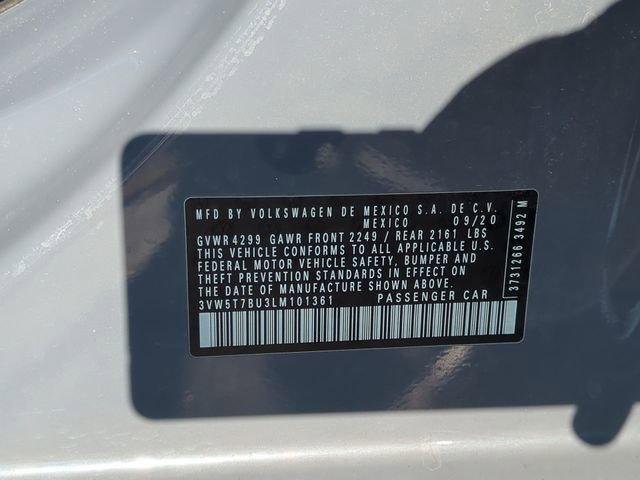 MFD BY VOLKSWAGEN DE MEXICO S.A. DE C.V.
MEXICO 09/20
GVWR 4299 GAWR FRONT 2249 / REAR 2161 LBS
THIS VEHICLE CONFORMS TO ALL APPLICABLE U.S.
FEDERAL MOTOR VEHICLE SAFETY, BUMPER AND
THEFT PREVENTION STANDARDS IN EFFECT ON
THE DATE OF MANUFACTURE SHOWN ABOVE.
3VW5T7BU3LM101361 PASSENGER CAR
3731266 3492 M